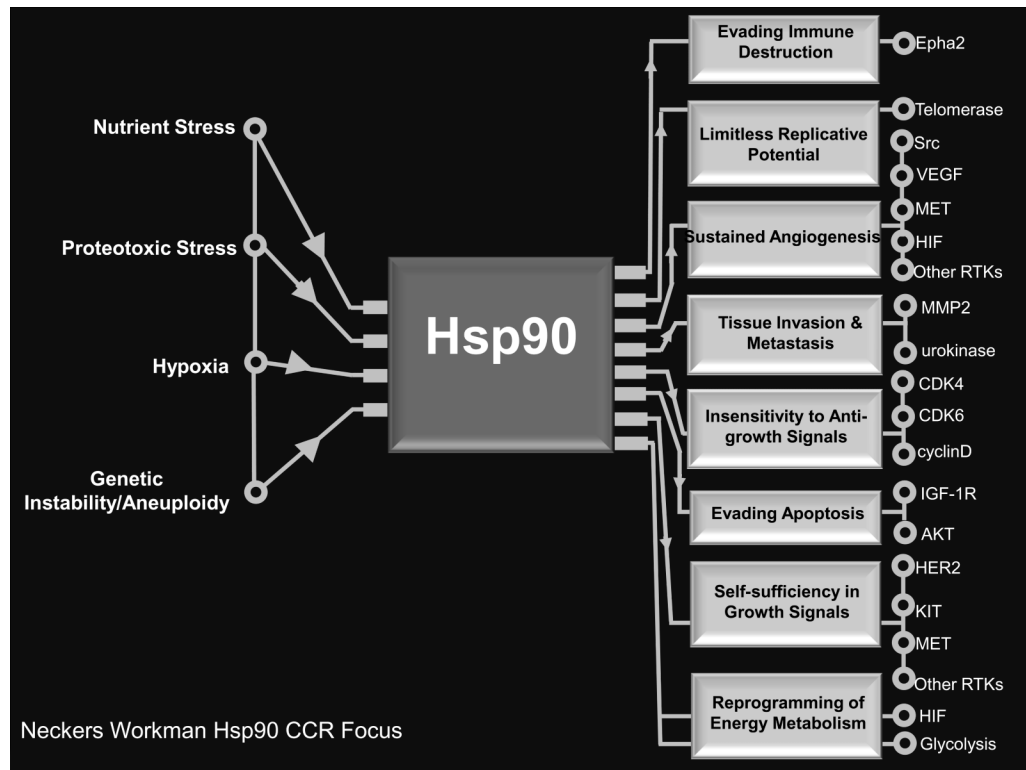 Evading Immune
Destruction
Epha2
Nutrient Stress
Limitless Replicative
Potential
Telomerase
Src
VEGF
Proteotoxic Stress
Sustained Angiogenesis
MET
HIF
Other RTKs
Hsp90
Tissue Invasion &
Metastasis
MMP2
urokinase
Hypoxia
Insensitivity to Anti-
growth Signals
CDK4
CDK6
cyclinD
Genetic
Instability/Aneuploidy
Evading Apoptosis
IGF-1R
AKT
Self-sufficiency in
Growth Signals
HER2
KIT
MET
Other RTKs
Reprogramming of
Energy Metabolism
HIF
Glycolysis
Neckers Workman Hsp90 CCR Focus